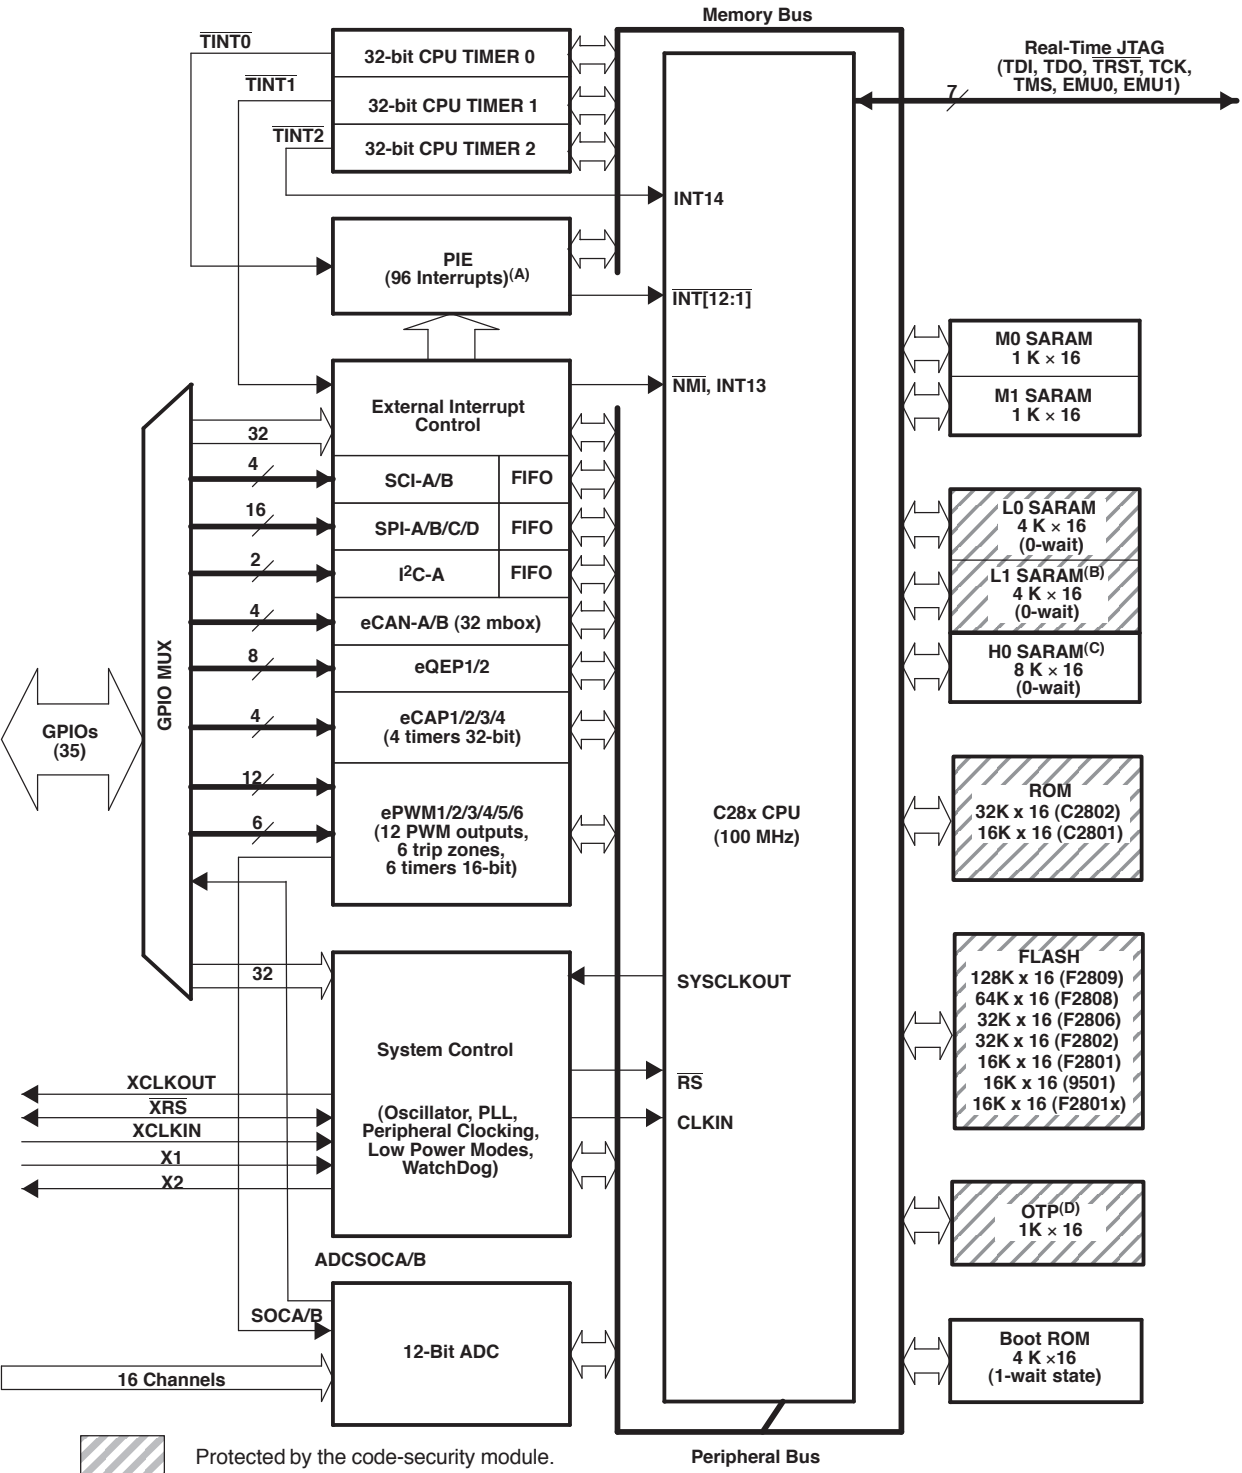 Memory Bus
TINT0
32-bit CPU TIMER 0
Real-Time JTAG
(TDI, TDO, TRST, TCK,
TMS, EMU0, EMU1)
7
TINT1
32-bit CPU TIMER 1
TINT2
32-bit CPU TIMER 2
INT14
PIE
(96 Interrupts)(A)
INT[12:1]
M0 SARAM
1 K × 16
M1 SARAM
1 K × 16
External Interrupt
Control
NMI, INT13
32
4
SCI-A/B
FIFO
16
SPI-A/B/C/D
FIFO
2
I2C-A
FIFO
4
eCAN-A/B (32 mbox)
8
eQEP1/2
4
eCAP1/2/3/4
(4 timers 32-bit)
12
6
ePWM1/2/3/4/5/6
(12 PWM outputs,
6 trip zones,
6 timers 16-bit)
GPIO MUX
GPIOs
(35)
L0 SARAM
4 K × 16
(0-wait)
L1 SARAM(B)
4 K × 16
(0-wait)
H0 SARAM(C)
8 K × 16
(0-wait)
C28x CPU
(100 MHz)
ROM
32K x 16 (C2802)
16K x 16 (C2801)
32
SYSCLKOUT
System Control
(Oscillator, PLL,
Peripheral Clocking,
Low Power Modes,
WatchDog)
RS
CLKIN
XCLKOUT
XRS
XCLKIN
X1
X2
FLASH
128K x 16 (F2809)
64K x 16 (F2808)
32K x 16 (F2806)
32K x 16 (F2802)
16K x 16 (F2801)
16K x 16 (9501)
16K x 16 (F2801x)
OTP(D)
1K × 16
ADCSOCA/B
SOCA/B
12-Bit ADC
16 Channels
Boot ROM
4 K ×16
(1-wait state)
Protected by the code-security module.
Peripheral Bus